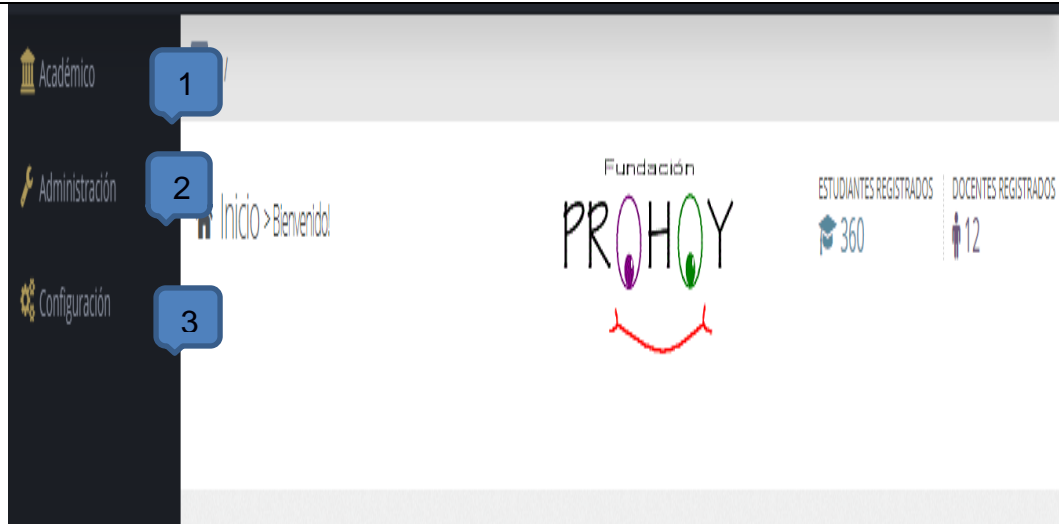 Académico
1
/
Administración
2
Inicio > Bienvenido!
Fundación
PROHOY
ESTUDIANTES REGISTRADOS
360
DOCENTES REGISTRADOS
12
Configuración
3